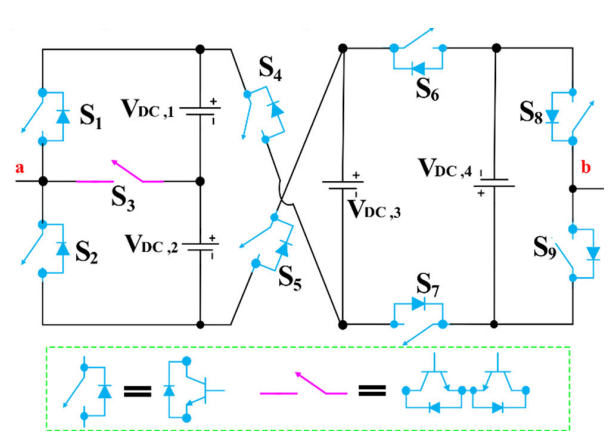 S4
S6
S1
VDC,1
+
-
S8
a
S3
VDC,4
-
+
b
+
-
VDC,3
S2
VDC,2
+
-
S5
S7
S9
=
=